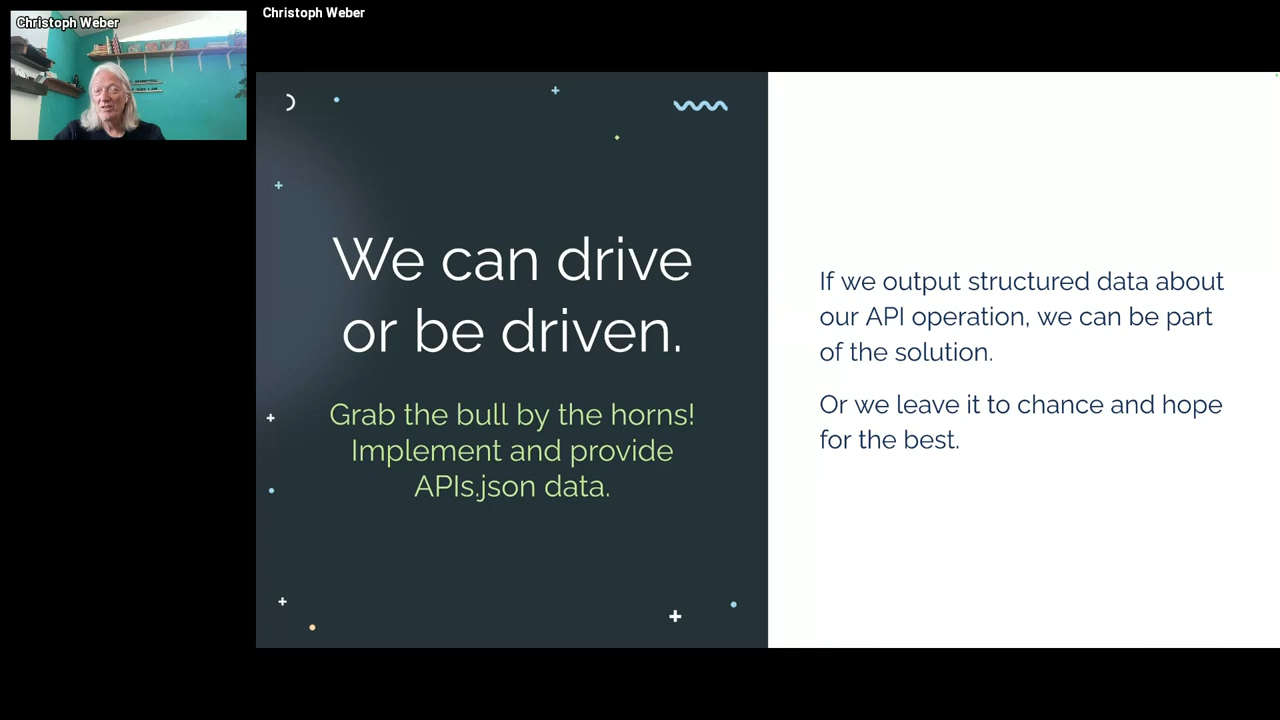 Christoph Weber
Christoph Weber
We can drive
or be driven.
Grab the bull by the horns!
Implement and provide
APIs.json data.
If we output structured data about
our API operation, we can be part
of the solution.
Or we leave it to chance and hope
for the best.